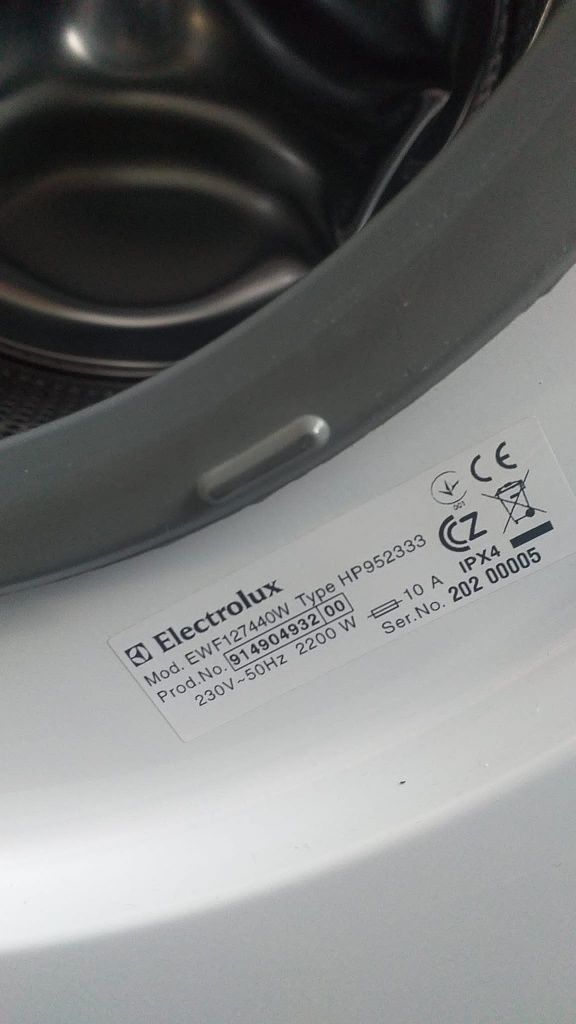 Electrolux
Mod. EWF127440W Type HP952333
Prod.No. 914904932 00
230V~50Hz 2200 W 10 A
Ser.No. 202 00005
IPX4
CE
CZ